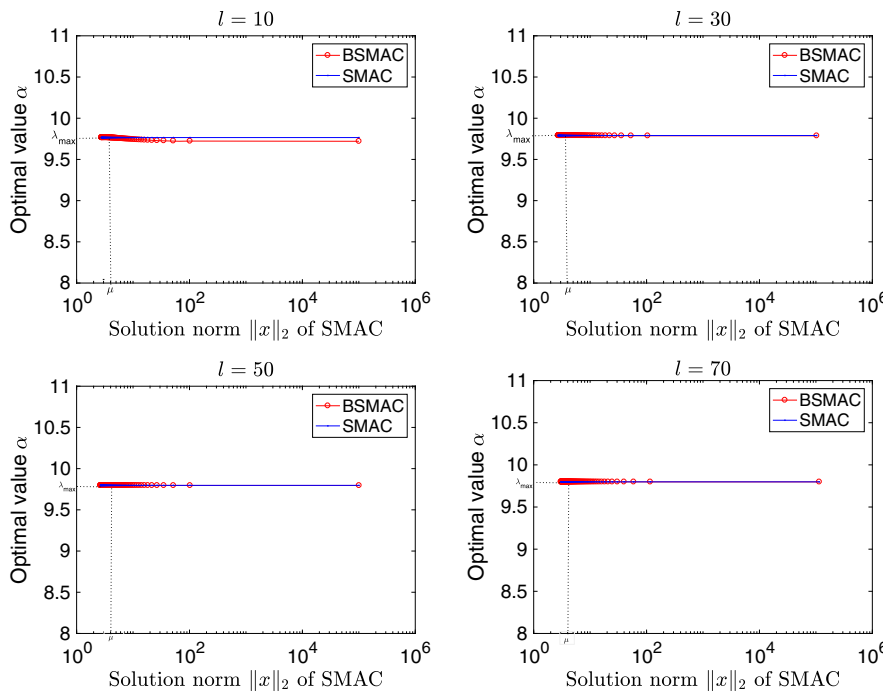 l = 10
11
10.5
10
λmax
9.5
9
8.5
8
Optimal value α
10^0
μ
10^2
10^4
10^6
Solution norm ‖x‖₂ of SMAC
BSMAC
SMAC
l = 30
11
10.5
10
λmax
9.5
9
8.5
8
Optimal value α
10^0
μ
10^2
10^4
10^6
Solution norm ‖x‖₂ of SMAC
BSMAC
SMAC
l = 50
11
10.5
10
λmax
9.5
9
8.5
8
Optimal value α
10^0
μ
10^2
10^4
10^6
Solution norm ‖x‖₂ of SMAC
BSMAC
SMAC
l = 70
11
10.5
10
λmax
9.5
9
8.5
8
Optimal value α
10^0
μ
10^2
10^4
10^6
Solution norm ‖x‖₂ of SMAC
BSMAC
SMAC